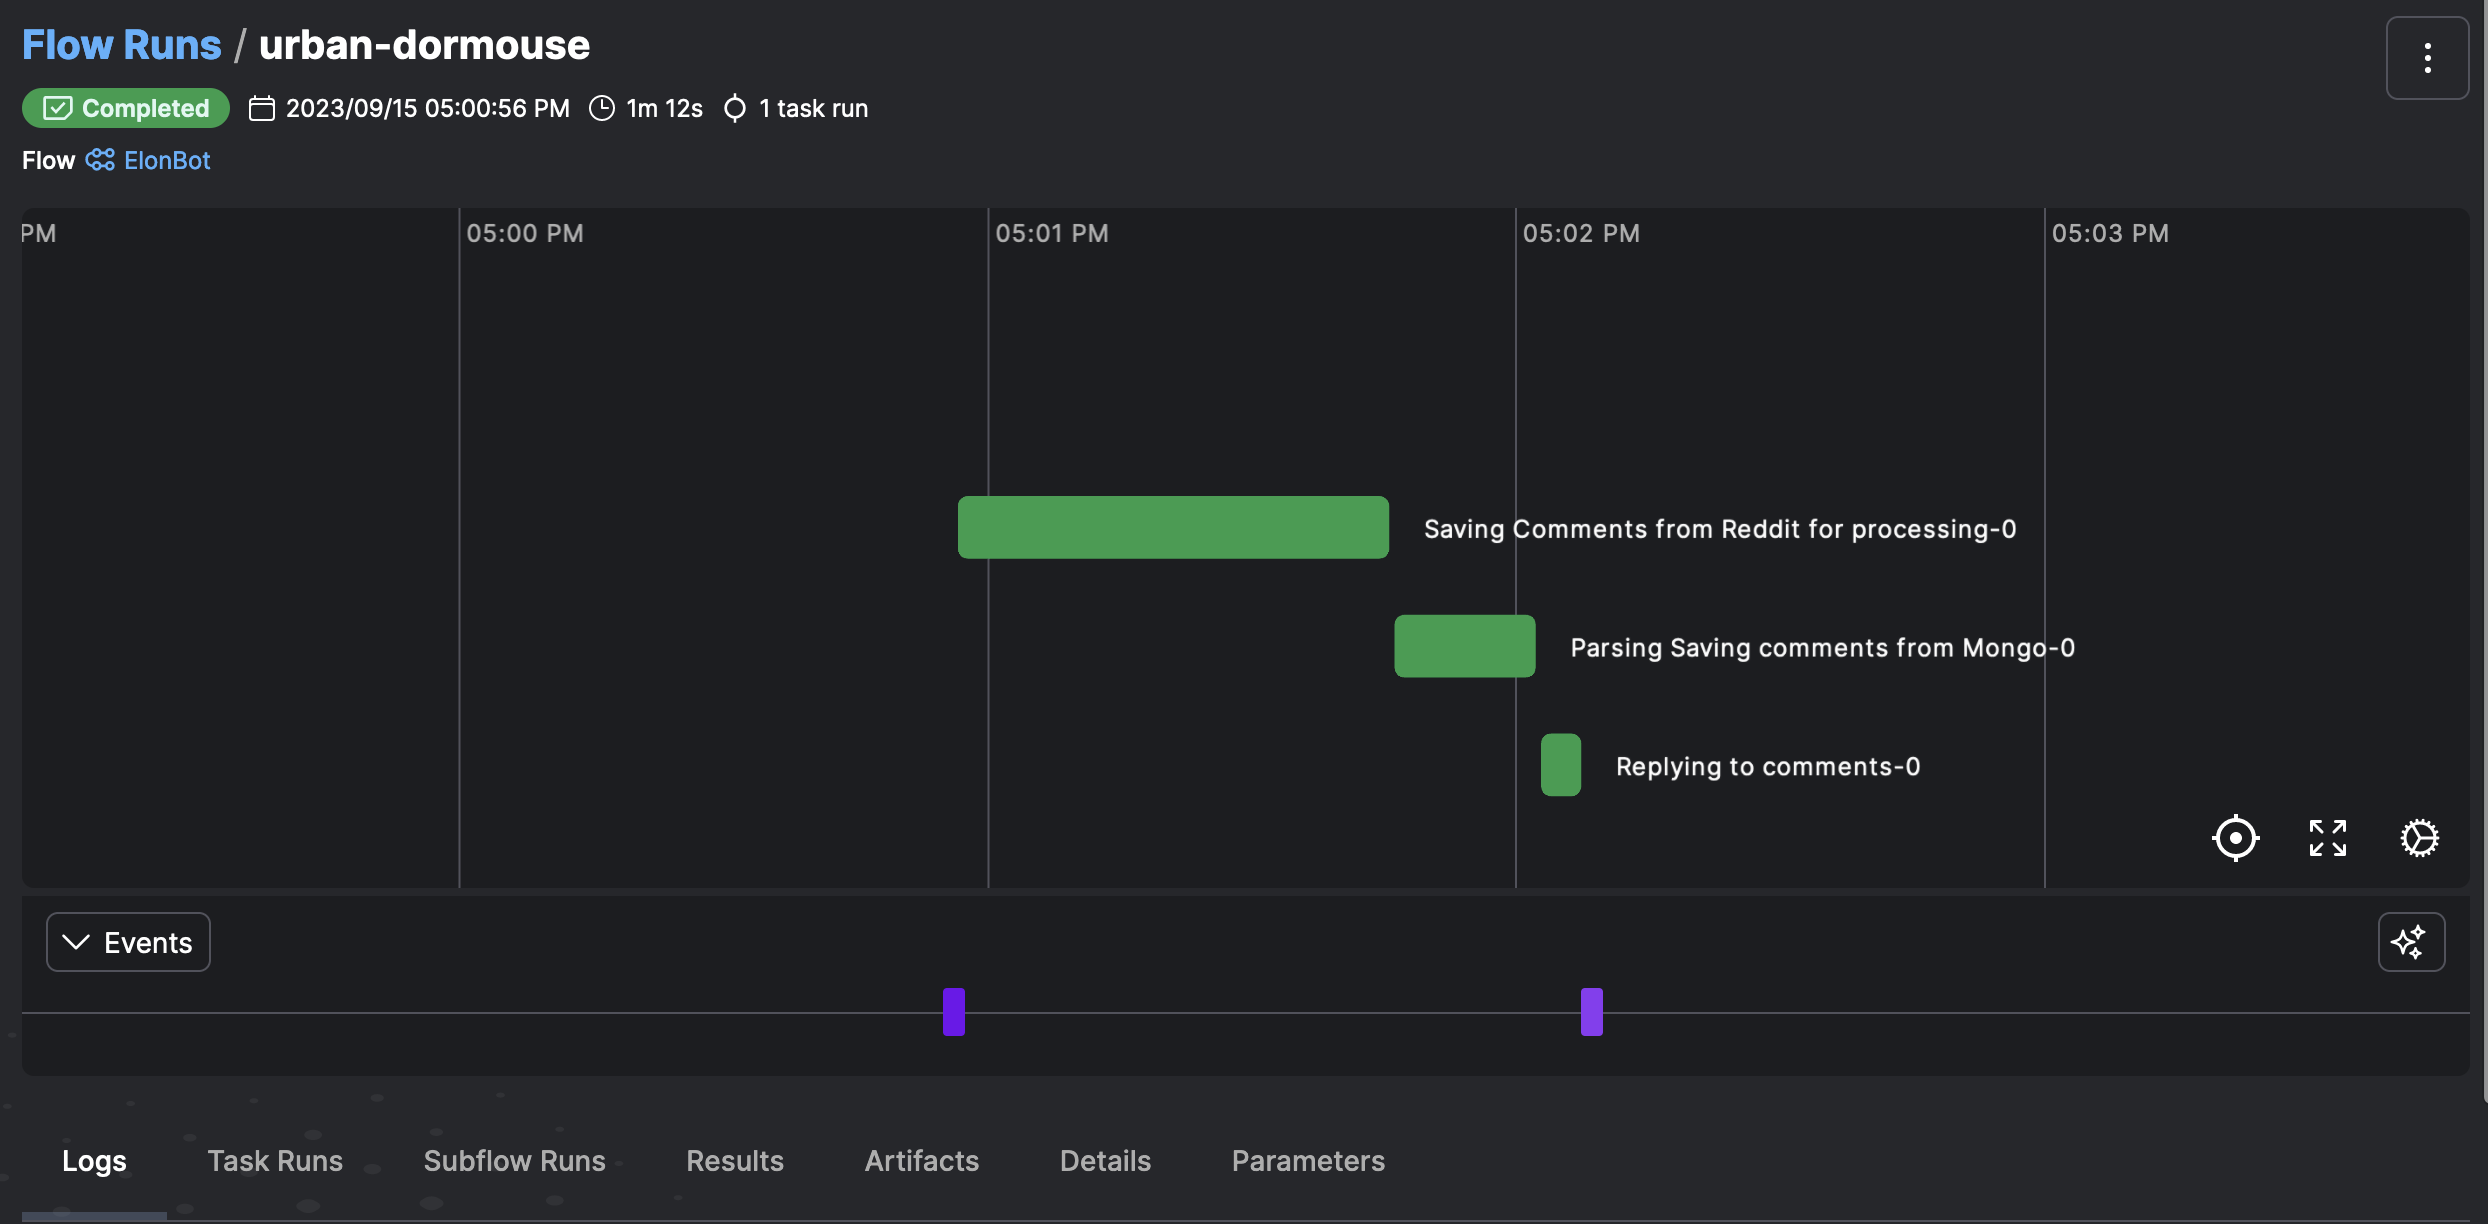 Flow Runs / urban-dormouse
Completed 2023/09/15 05:00:56 PM 1m 12s 1 task run
Flow ElonBot
PM 05:00 PM 05:01 PM 05:02 PM 05:03 PM
Saving Comments from Reddit for processing-0
Parsing Saving comments from Mongo-0
Replying to comments-0
Events
Logs Task Runs Subflow Runs Results Artifacts Details Parameters